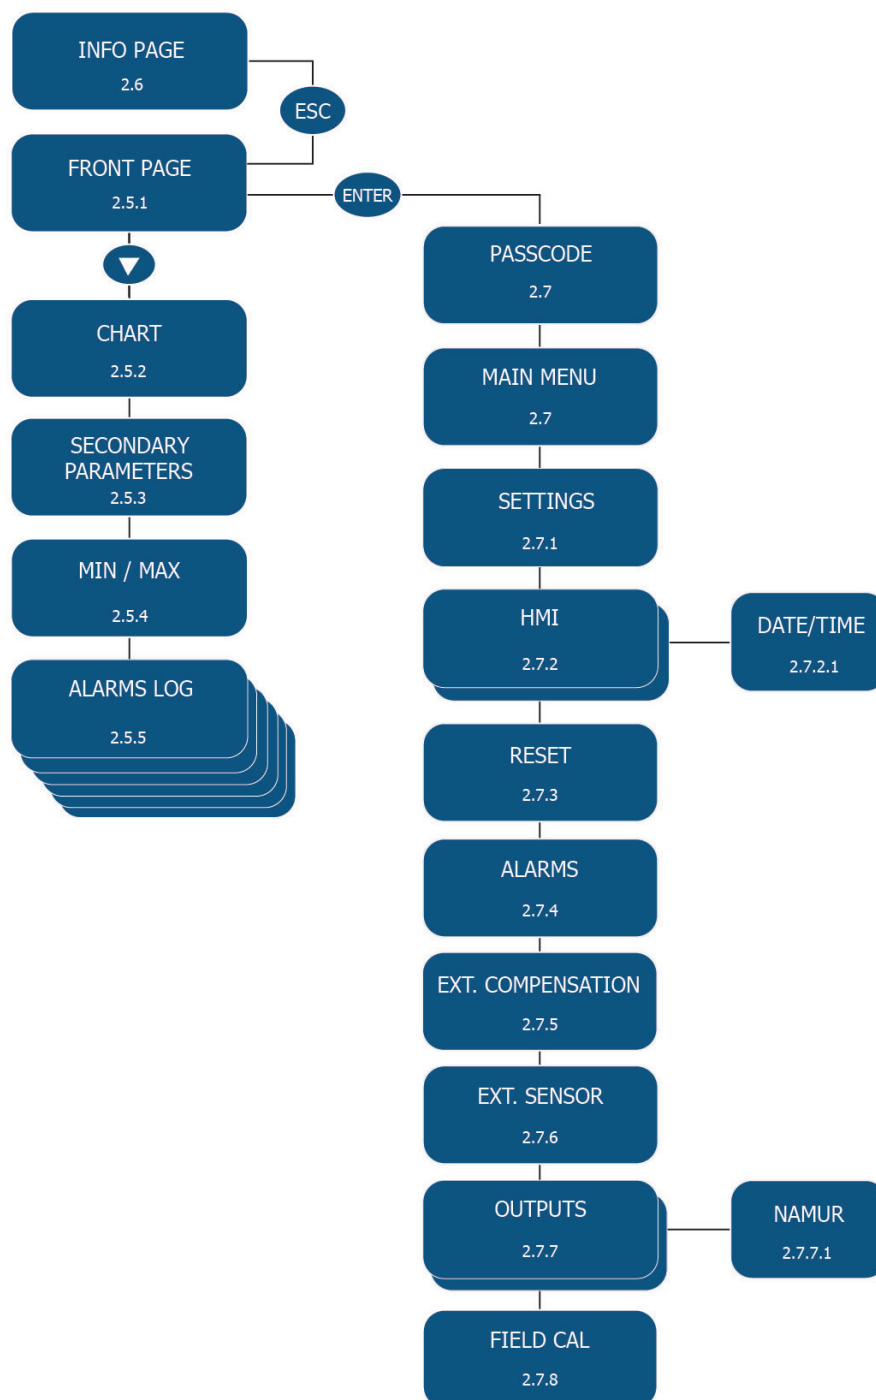 INFO PAGE
2.6
ESC
FRONT PAGE
2.5.1
ENTER
CHART
2.5.2
SECONDARY
PARAMETERS
2.5.3
MIN / MAX
2.5.4
ALARMS LOG
2.5.5
PASSCODE
2.7
MAIN MENU
2.7
SETTINGS
2.7.1
HMI
2.7.2
DATE/TIME
2.7.2.1
RESET
2.7.3
ALARMS
2.7.4
EXT. COMPENSATION
2.7.5
EXT. SENSOR
2.7.6
OUTPUTS
2.7.7
NAMUR
2.7.7.1
FIELD CAL
2.7.8